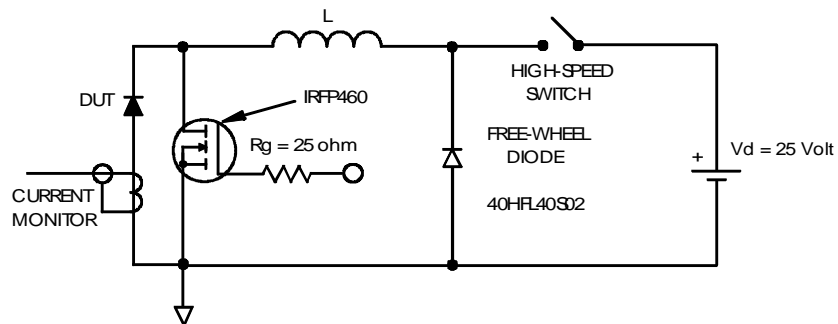 L
HIGH-SPEED
SWITCH
DUT
IRFP460
Rg = 25 ohm
FREE-WHEEL
DIODE
40HFL40S02
+
Vd = 25 Volt
CURRENT
MONITOR